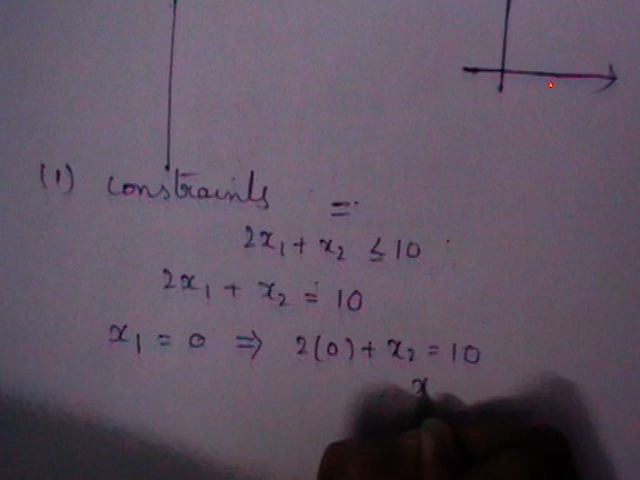 (1) constraints =:
2x₁ + x₂ ≤ 10
2x₁ + x₂ = 10
x₁ = 0 ⇒ 2(0) + x₂ = 10
x